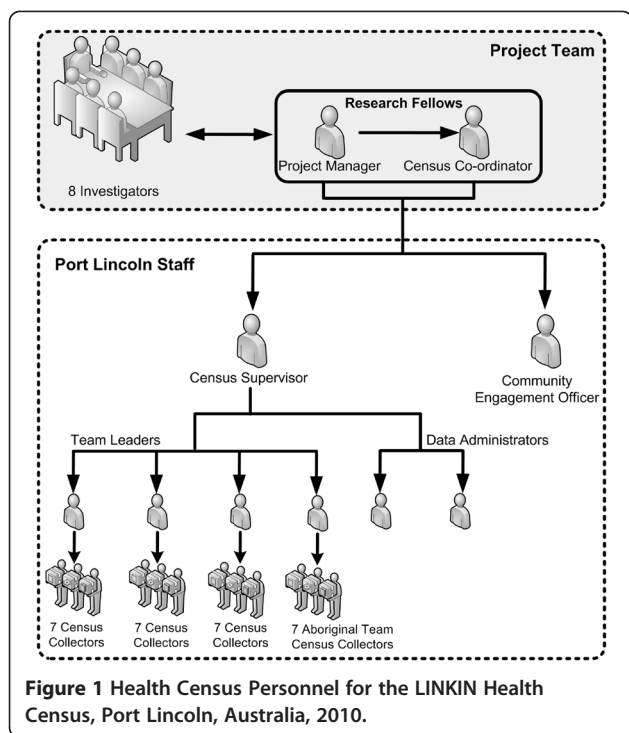 Project Team
Research Fellows
Project Manager
Census Co-ordinator
8 Investigators
Port Lincoln Staff
Census Supervisor
Community
Engagement Officer
Team Leaders
Data Administrators
7 Census
Collectors
7 Census
Collectors
7 Census
Collectors
7 Aboriginal Team
Census Collectors
Figure 1 Health Census Personnel for the LINKIN Health
Census, Port Lincoln, Australia, 2010.